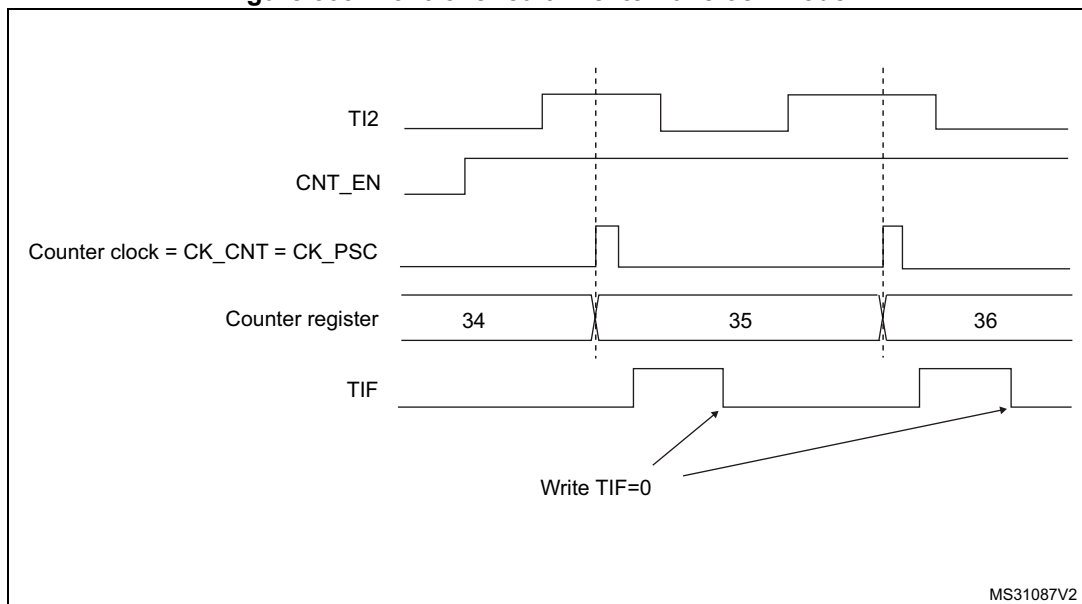 TI2
CNT_EN
Counter clock = CK_CNT = CK_PSC
Counter register 34 35 36
TIF
Write TIF=0
MS31087V2